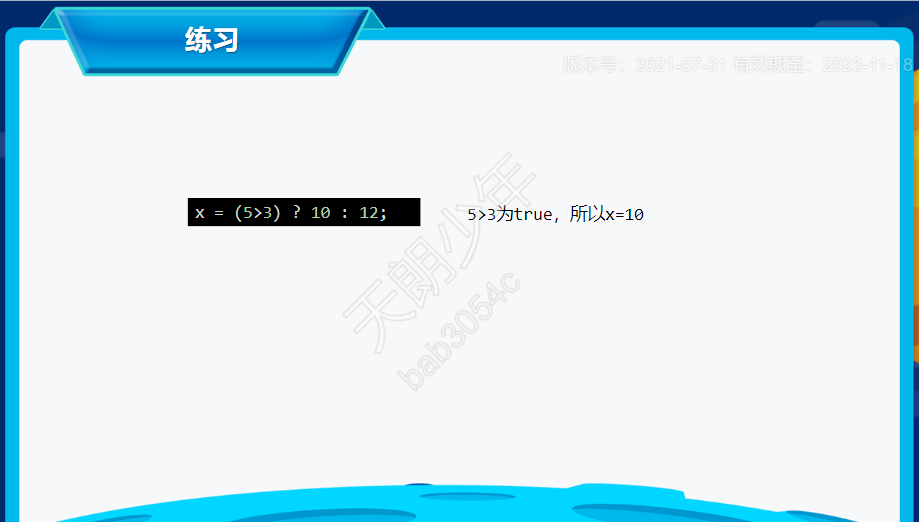 练习
版本号：2021-07-31 有效期至：2023-11-18
x = (5>3) ? 10 : 12;
5>3为true，所以x=10
天朗少年
bab3054c